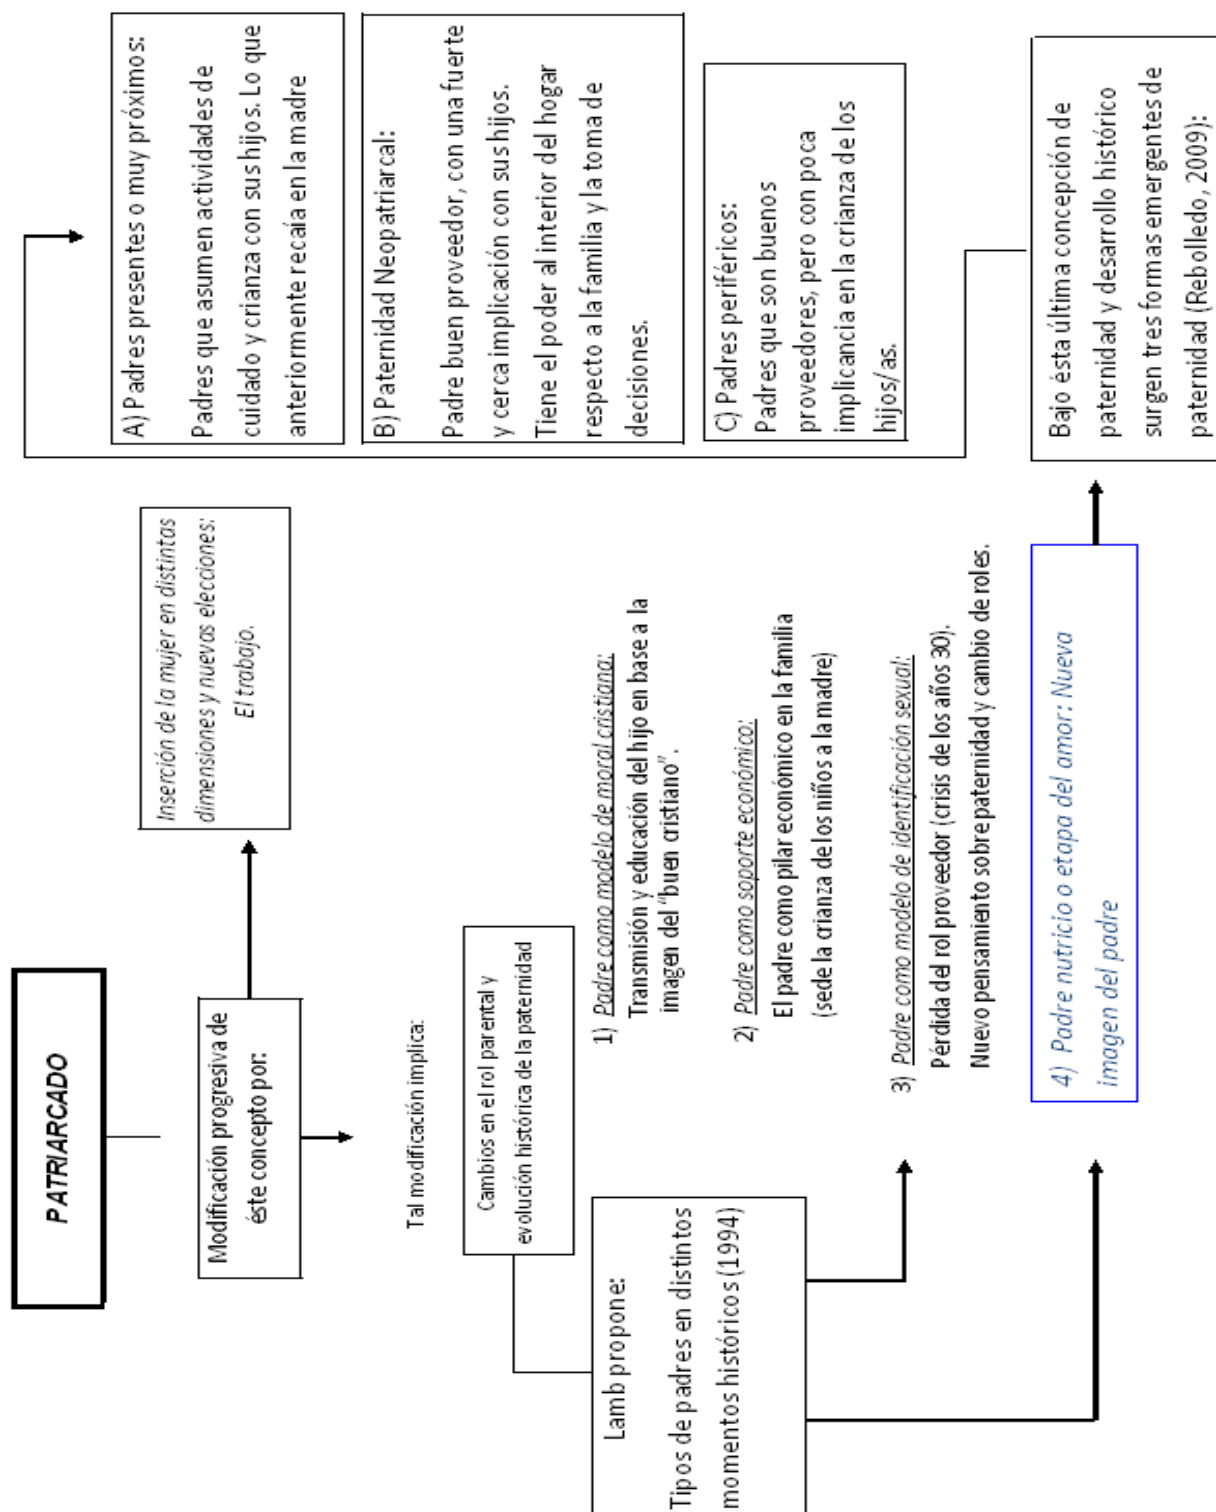 PATRIARCADO
Modificación progresiva de
éste concepto por:
Inserción de la mujer en distintas
dimensiones y nuevas elecciones:
El trabajo.
Tal modificación implica:
Cambios en el rol parental y
evolución histórica de la paternidad
Lamb propone:
Tipos de padres en distintos
momentos históricos (1994)
1) Padre como modelo de moral cristiana:
Transmisión y educación del hijo en base a la
imagen del "buen cristiano".
2) Padre como soporte económico:
El padre como pilar económico en la familia
(sede la crianza de los niños a la madre)
3) Padre como modelo de identificación sexual:
Pérdida del rol proveedor (crisis de los años 30).
Nuevo pensamiento sobre paternidad y cambio de roles.
4) Padre nutricio o etapa del amor: Nueva
imagen del padre
Bajo ésta última concepción de
paternidad y desarrollo histórico
surgen tres formas emergentes de
paternidad (Rebolledo, 2009):
A) Padres presentes o muy próximos:
Padres que asumen actividades de
cuidado y crianza con sus hijos. Lo que
anteriormente recaía en la madre
B) Paternidad Neopatriarcal:
Padre buen proveedor, con una fuerte
y cerca implicación con sus hijos.
Tiene el poder al interior del hogar
respecto a la familia y la toma de
decisiones.
C) Padres periféricos:
Padres que son buenos
proveedores, pero con poca
implicancia en la crianza de los
hijos/as.